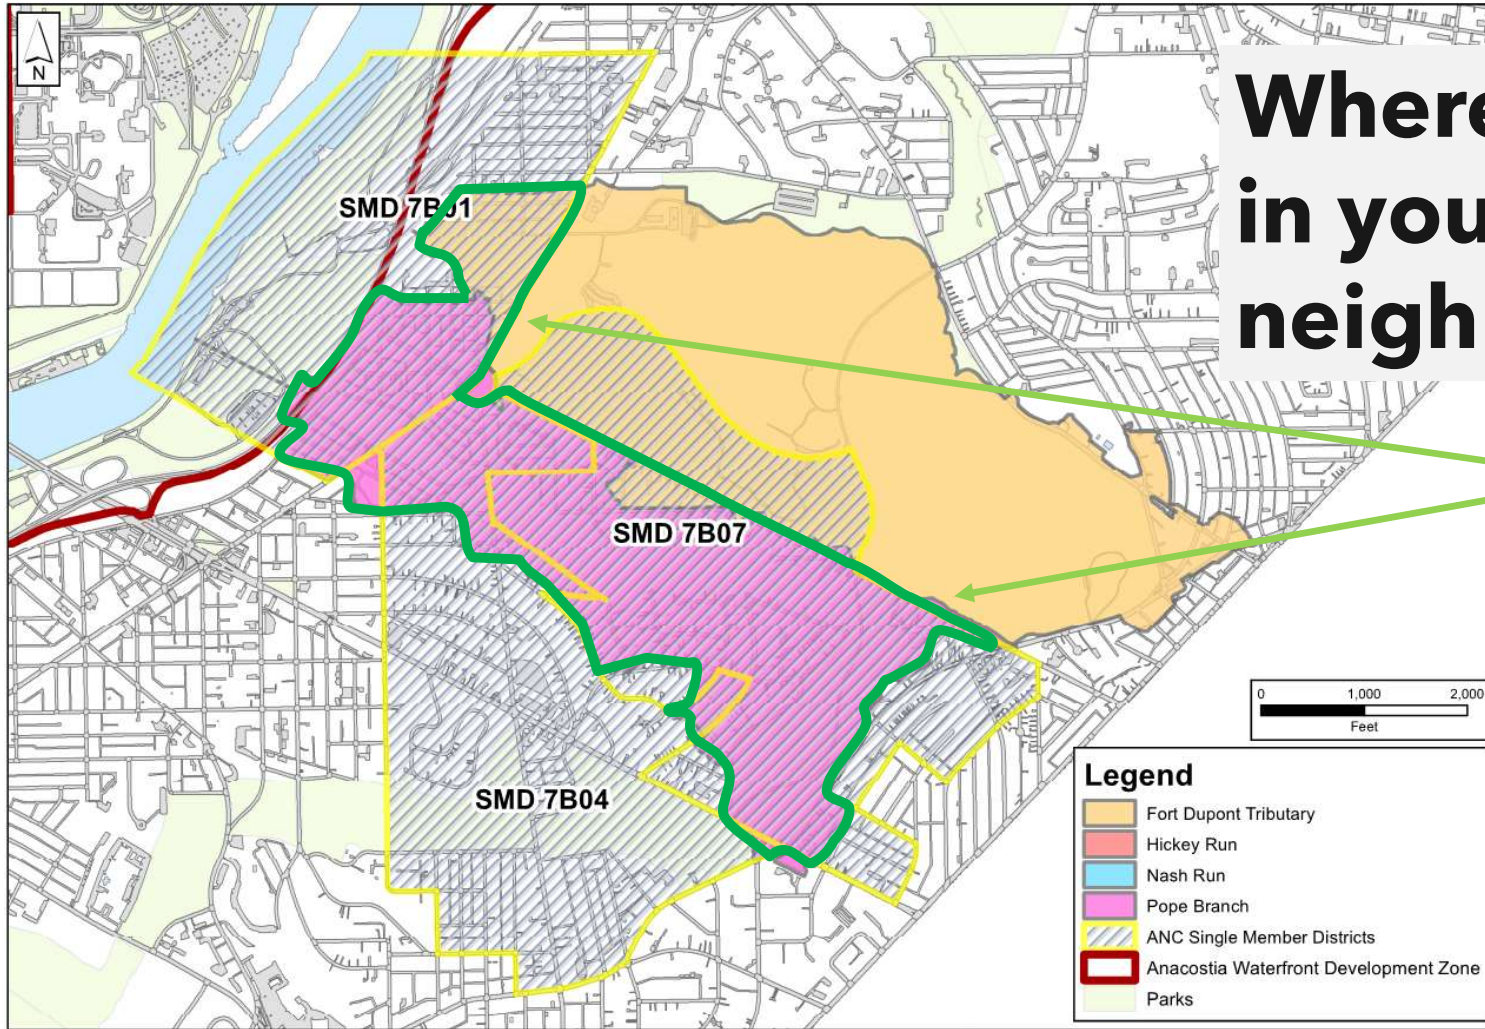 N
Where
in you
neigh
SMD 7B01
SMD 7B07
SMD 7B04
0 1,000 2,000
Feet
Legend
Fort Dupont Tributary
Hickey Run
Nash Run
Pope Branch
ANC Single Member Districts
Anacostia Waterfront Development Zone
Parks